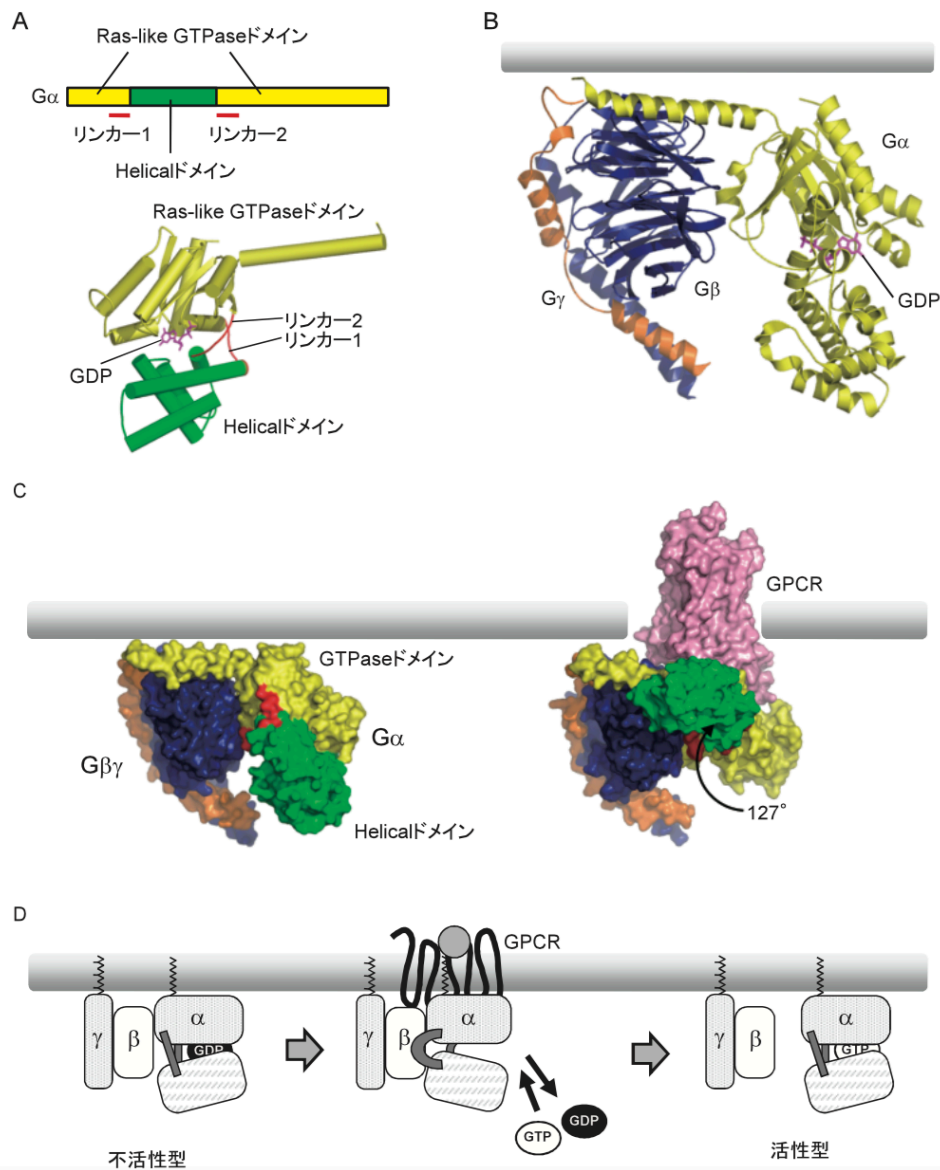 A
Ras-like GTPaseドメイン
Gα
リンカー1
リンカー2
Helicalドメイン
Ras-like GTPaseドメイン
リンカー2
リンカー1
GDP
Helicalドメイン
B
Gα
Gγ
Gβ
GDP
C
GPCR
GTPaseドメイン
Gα
Gβγ
Helicalドメイン
127°
D
GPCR
γ
β
α
GDP
γ
β
α
GTP
GDP
γ
β
α
GTP
不活性型
活性型